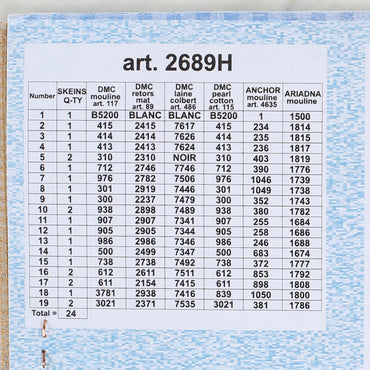 art. 2689H
Number SKEINS Q-TY DMC mouline art. 117 DMC retors mat art. 89 DMC laine colbert art. 486 DMC pearl cotton art. 115 ANCHOR mouline art. 4635 ARIADNA mouline
1 1 B5200 BLANC BLANC B5200 1 1500
2 1 415 2415 7617 415 234 1814
3 1 414 2414 7626 414 235 1815
4 1 413 2413 7624 413 236 1817
5 2 310 2310 NOIR 310 403 1819
6 1 712 2746 7746 712 390 1776
7 1 976 2782 7506 976 1046 1739
8 1 301 2919 7446 301 1049 1738
9 1 300 2237 7479 300 352 1743
10 2 938 2898 7489 938 380 1782
11 1 907 2907 7341 907 255 1684
12 1 905 2905 7344 905 258 1686
13 1 986 2986 7346 986 246 1688
14 1 500 2499 7347 500 683 1674
15 1 738 2738 7492 738 372 1777
16 2 612 2611 7511 612 853 1792
17 2 611 2154 7415 611 898 1808
18 1 3781 2938 7416 839 1050 1800
19 2 3021 2371 7535 3021 381 1786
Total = 24